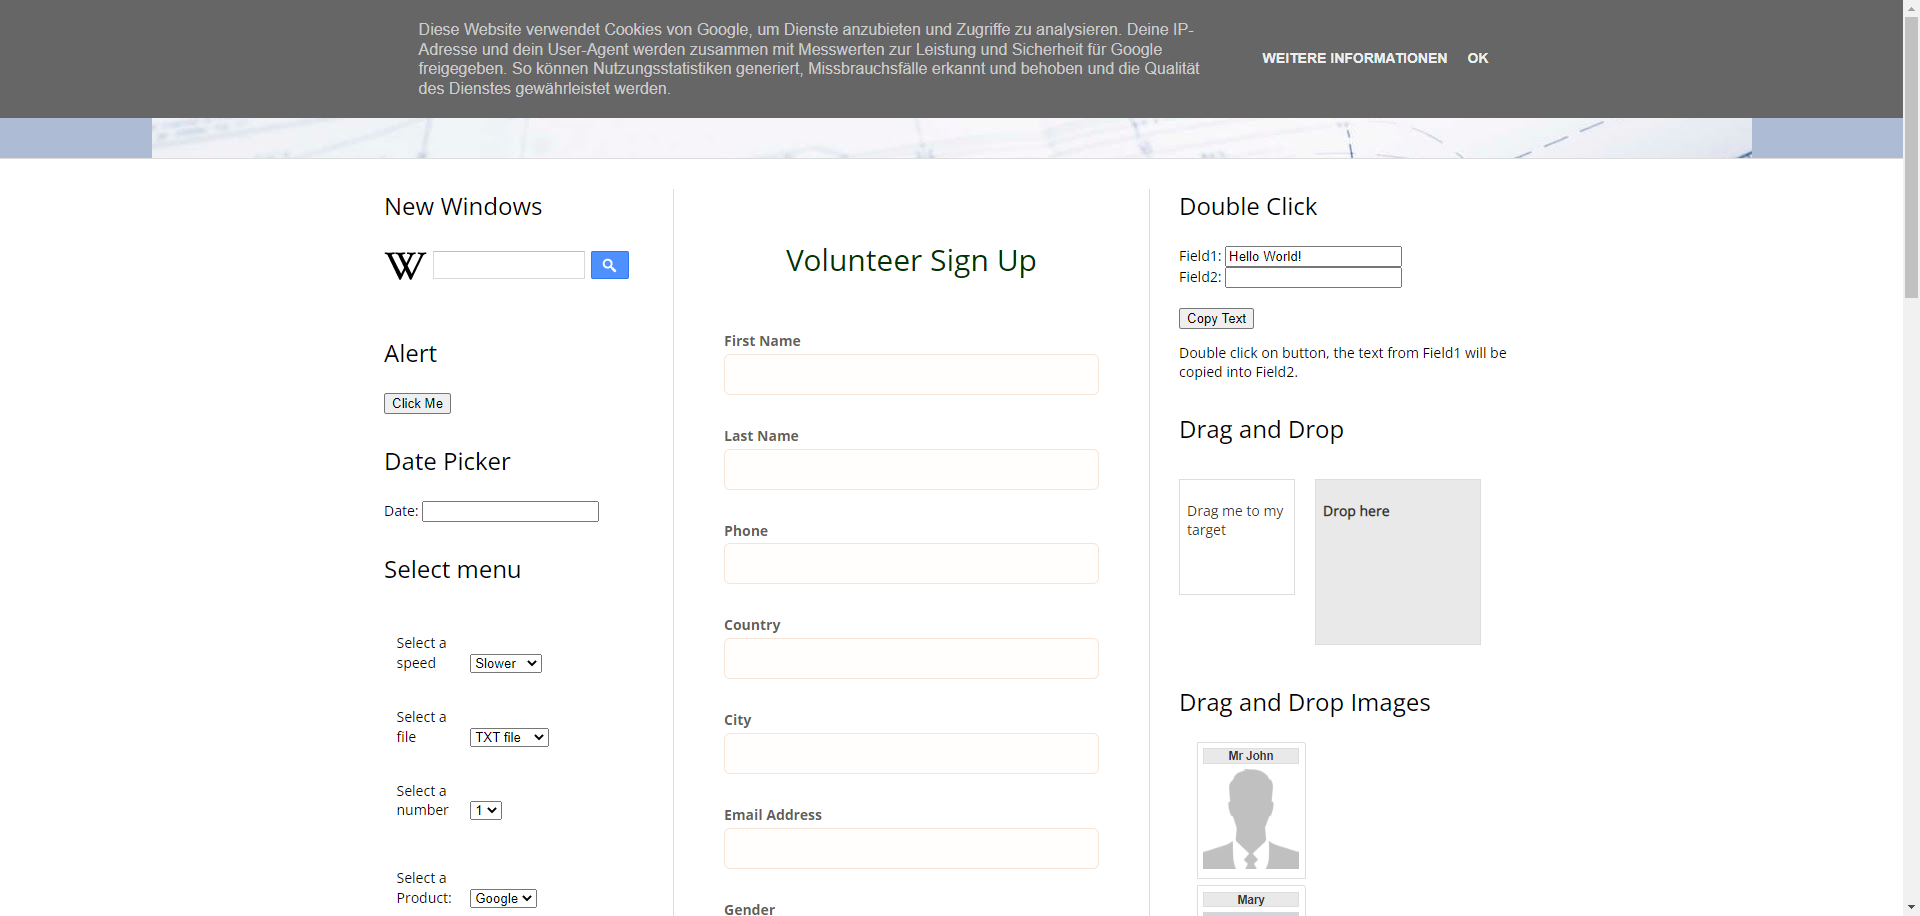 Diese Website verwendet Cookies von Google, um Dienste anzubieten und Zugriffe zu analysieren. Deine IP-
Adresse und dein User-Agent werden zusammen mit Messwerten zur Leistung und Sicherheit für Google
freigegeben. So können Nutzungsstatistiken generiert, Missbrauchsfälle erkannt und behoben und die Qualität
des Dienstes gewährleistet werden.
WEITERE INFORMATIONEN OK
New Windows
W
Alert
Click Me
Date Picker
Date:
Select menu
Select a
speed Slower
Select a
file TXT file
Select a
number 1
Select a
Product: Google
Volunteer Sign Up
First Name
Last Name
Phone
Country
City
Email Address
Gender
Double Click
Field1: Hello World!
Field2:
Copy Text
Double click on button, the text from Field1 will be
copied into Field2.
Drag and Drop
Drag me to my
target
Drop here
Drag and Drop Images
Mr John
Mary